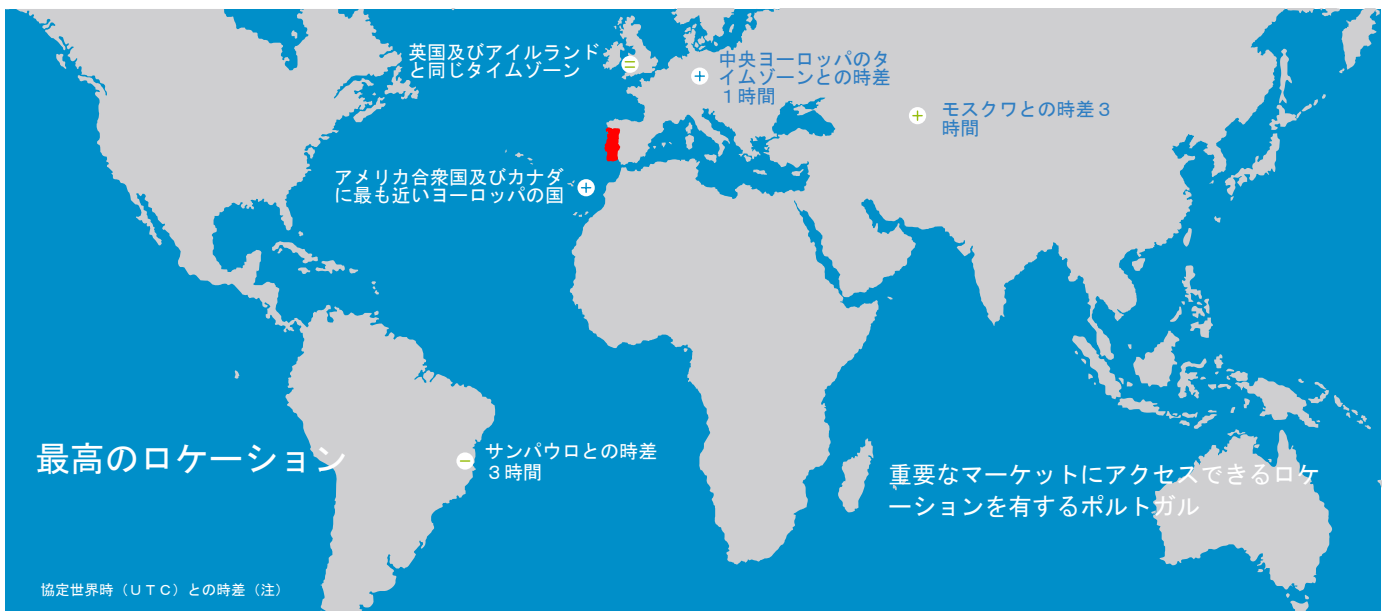 英国及びアイルランド
と同じタイムゾーン
中央ヨーロッパのタ
イムゾーンとの時差
1時間
モスクワとの時差3
時間
アメリカ合衆国及びカナダ
に最も近いヨーロッパの国
最高のロケーション
サンパウロとの時差
3時間
重要なマーケットにアクセスできるロケ
ーションを有するポルトガル
協定世界時(UTC)との時差(注)